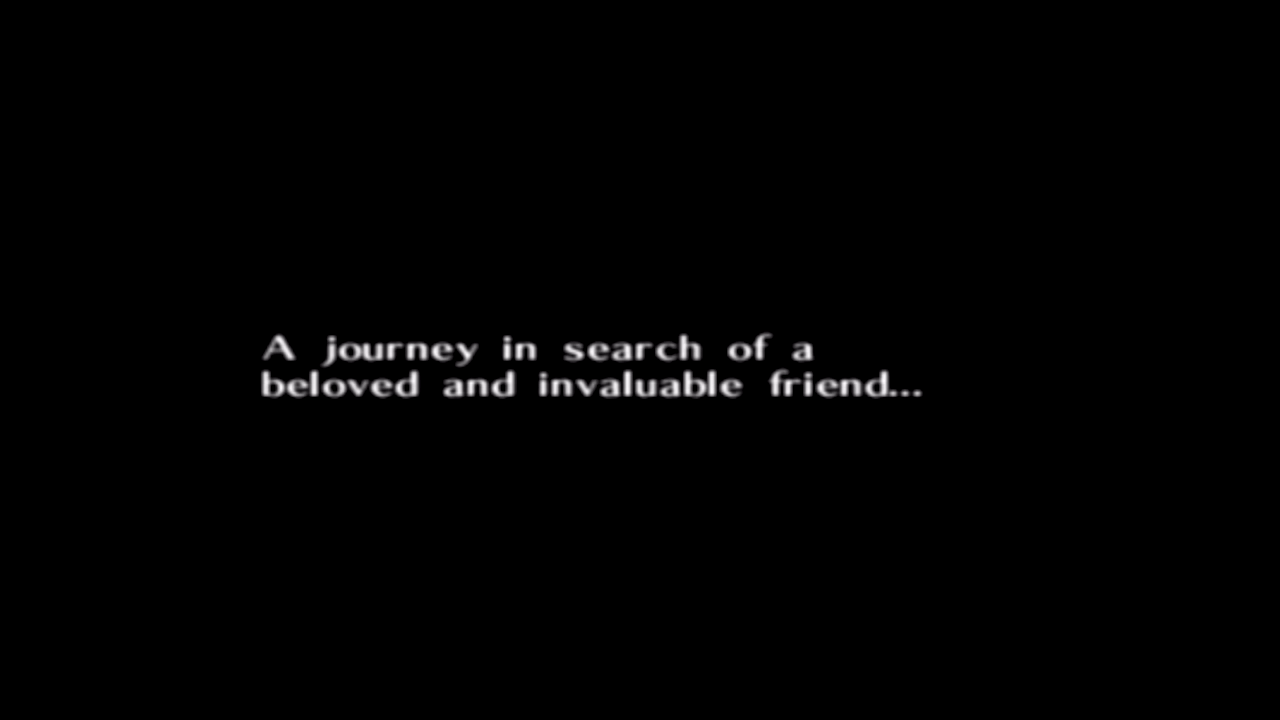 A journey in search of a
beloved and invaluable friend...